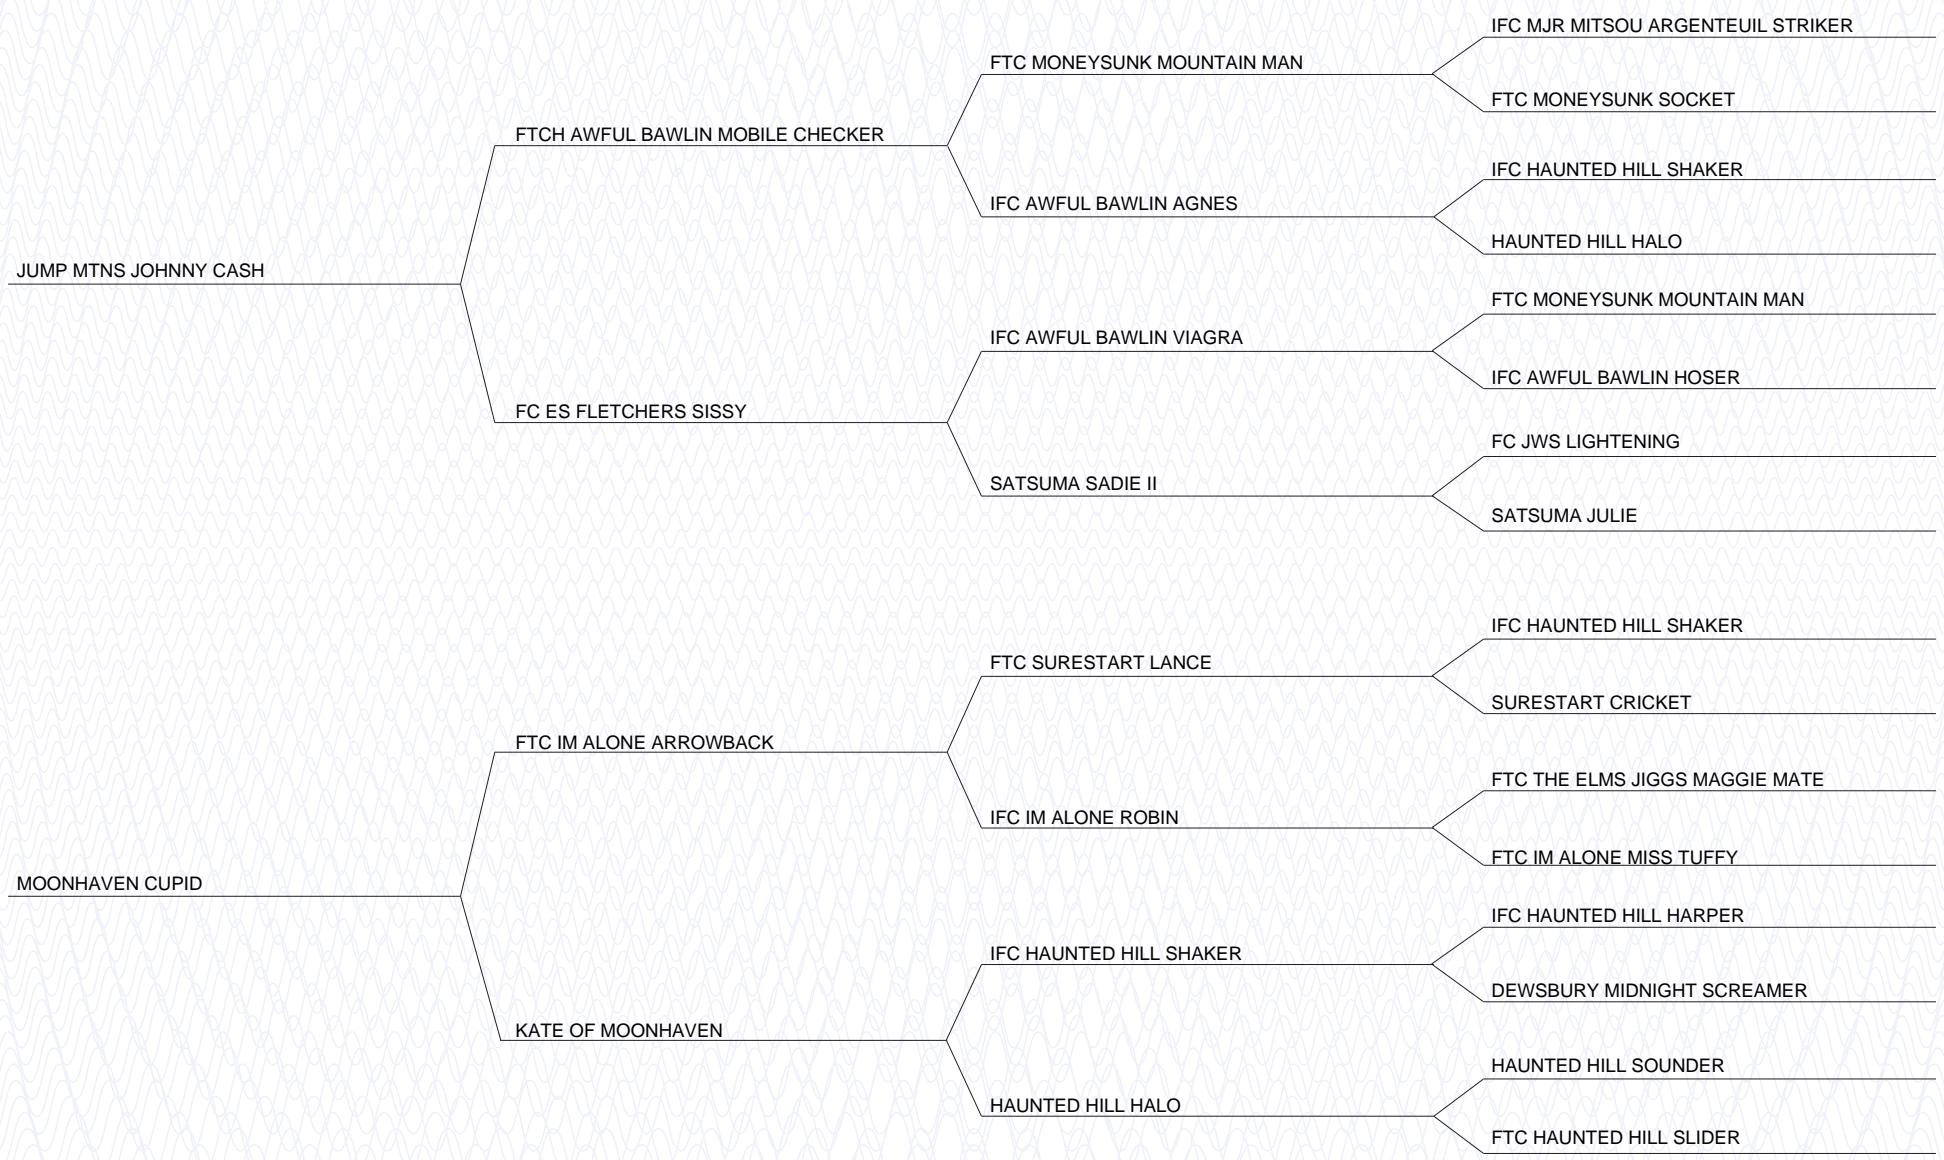 IFC MJR MITSOU ARGENTEUIL STRIKER
FTC MONEYSUNK MOUNTAIN MAN
FTC MONEYSUNK SOCKET
FTCH AWFUL BAWLIN MOBILE CHECKER
IFC HAUNTED HILL SHAKER
IFC AWFUL BAWLIN AGNES
HAUNTED HILL HALO
JUMP MTNS JOHNNY CASH
FTC MONEYSUNK MOUNTAIN MAN
IFC AWFUL BAWLIN VIAGRA
IFC AWFUL BAWLIN HOSER
FC ES FLETCHERS SISSY
FC JWS LIGHTENING
SATSUMA SADIE II
SATSUMA JULIE
IFC HAUNTED HILL SHAKER
FTC SURESTART LANCE
SURESTART CRICKET
FTC IM ALONE ARROWBACK
FTC THE ELMS JIGGS MAGGIE MATE
IFC IM ALONE ROBIN
FTC IM ALONE MISS TUFFY
MOONHAVEN CUPID
IFC HAUNTED HILL HARPER
IFC HAUNTED HILL SHAKER
DEWSBURY MIDNIGHT SCREAMER
KATE OF MOONHAVEN
HAUNTED HILL SOUNDER
HAUNTED HILL HALO
FTC HAUNTED HILL SLIDER